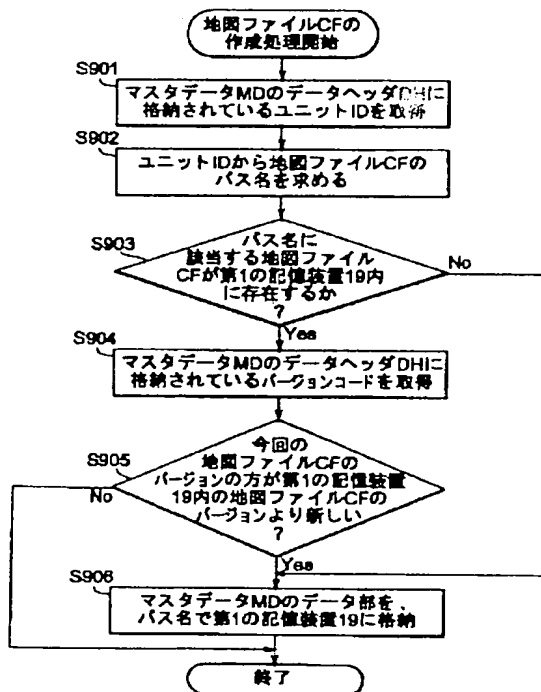 地図ファイルCFの
作成処理開始
S901
マスタデータMDのデータヘッダDHに
格納されているユニットIDを取得
S902
ユニットIDから地図ファイルCFの
パス名を求める
S903
パス名に
該当する地図ファイル
CFが第1の記憶装置19内
に存在するか
?
No
Yes
S904
マスタデータMDのデータヘッダDHに
格納されているバージョンコードを取得
S905
今回の
地図ファイルCFの
バージョンの方が第1の記憶装置
19内の地図ファイルCFの
バージョンより新しい
?
No
Yes
S906
マスタデータMDのデータ部を、
パス名で第1の記憶装置19に格納
終了